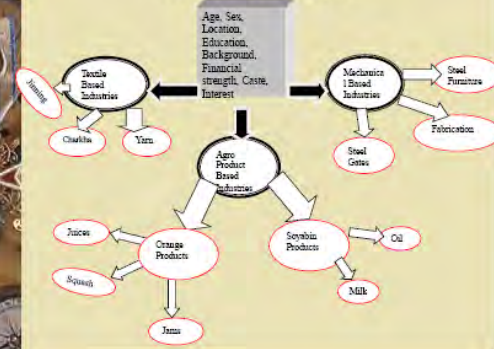 Age, Sex,
Location,
Education,
Background,
Financial
strength, Caste,
Interest
Textile
Based
Industries
Jinning
Charkha
Yarn
Mechanica
l Based
Industries
Steel
Furniture
Fabrication
Steel
Gates
Agro
Product
Based
Industries
Orange
Products
Juices
Squash
Jams
Soyabin
Products
Oil
Milk